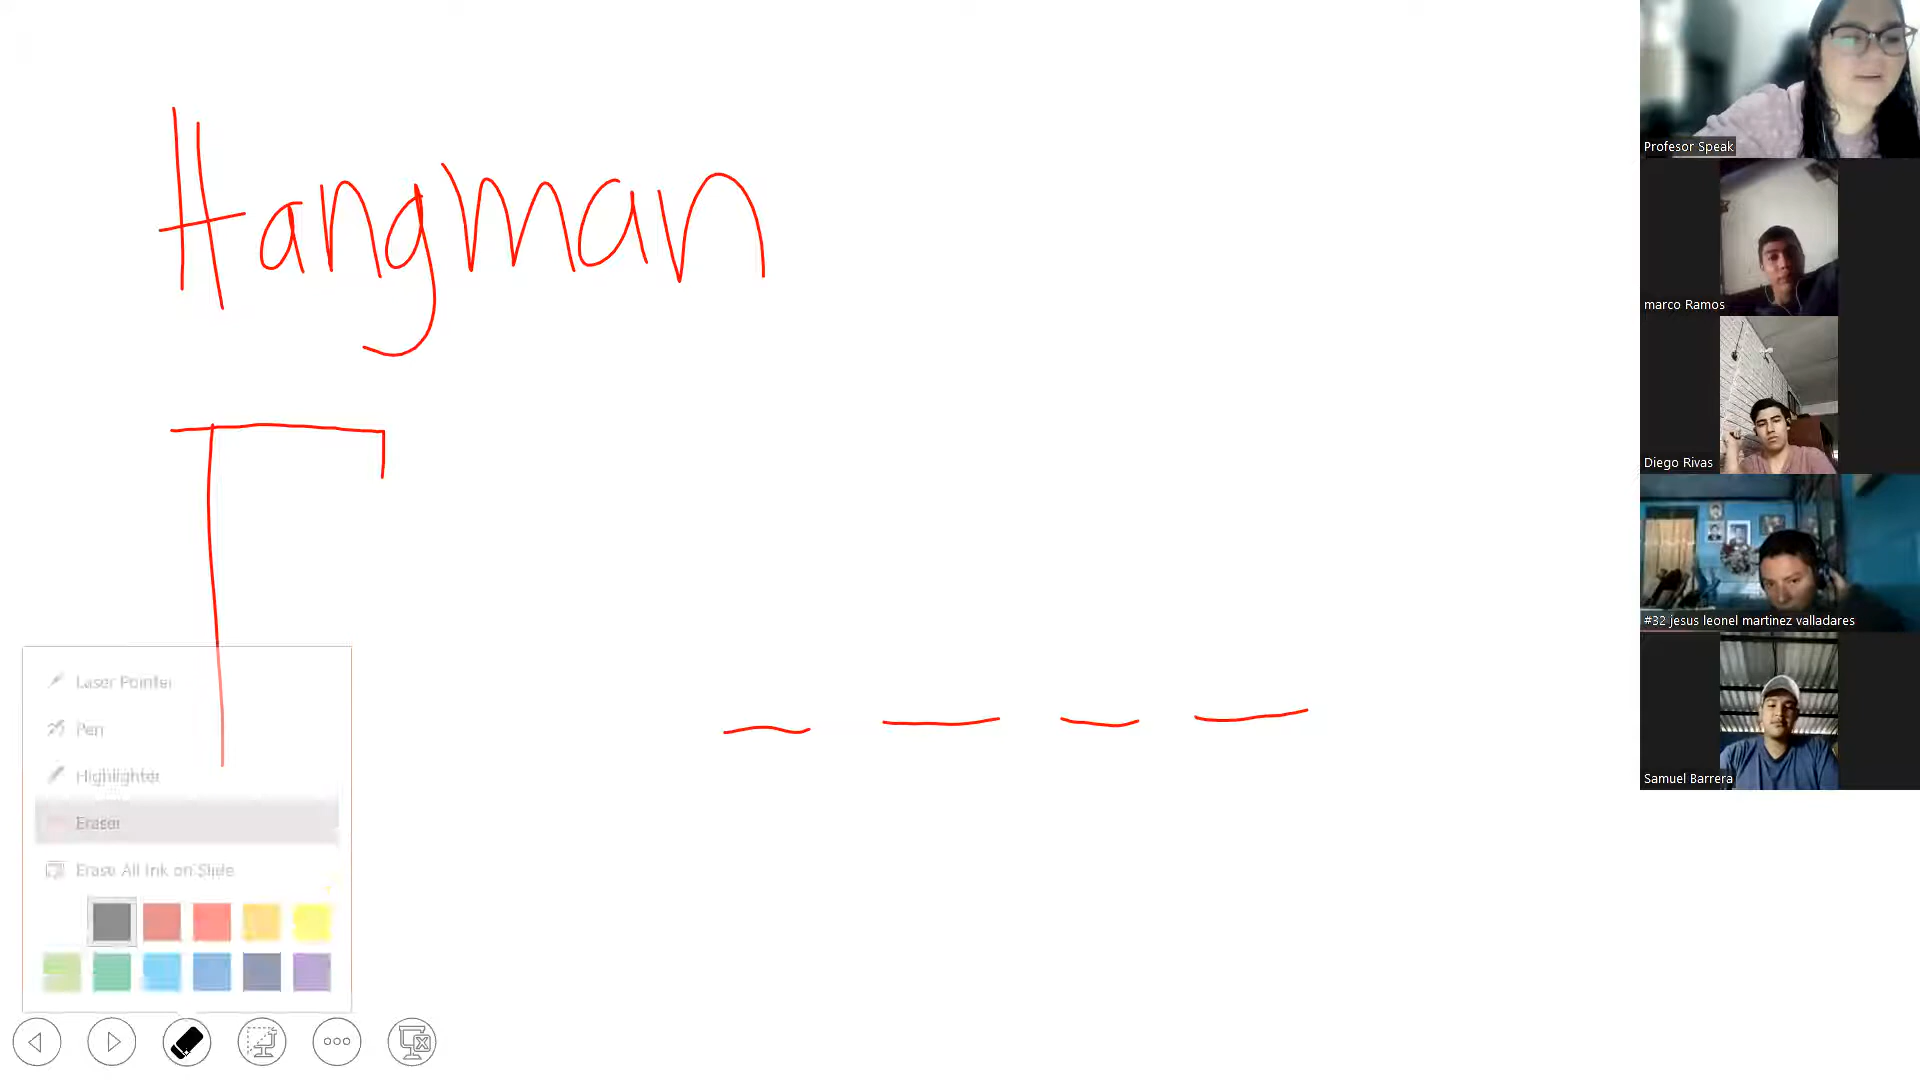 Hangman
Laser Pointer
Pen
Highlighter
Eraser
Erase All Ink on Slide
Profesor Speak
marco Ramos
Diego Rivas
#32 jesus leonel martinez valladares
Samuel Barrera